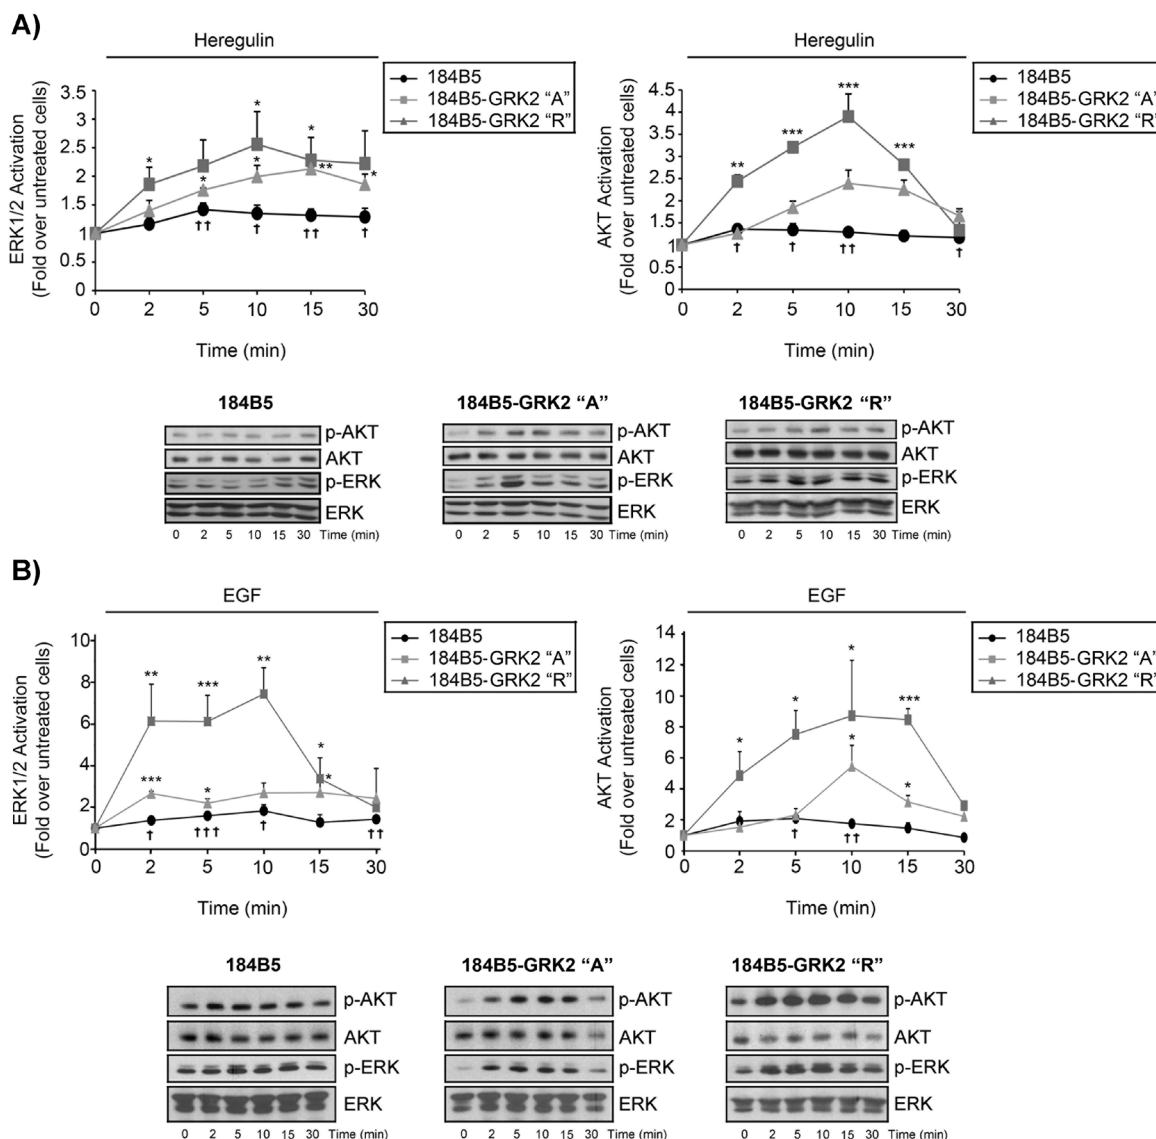 A)
Heregulin
184B5
184B5-GRK2 “A”
184B5-GRK2 “R”
ERK1/2 Activation
(Fold over untreated cells)
3.5
3
2.5
2
1.5
1
0.5
0
* * * * * * ** *
†† † †† †
0 2 5 10 15 30
Time (min)
Heregulin
184B5
184B5-GRK2 “A”
184B5-GRK2 “R”
AKT Activation
(Fold over untreated cells)
4.5
4
3.5
3
2.5
2
1.5
1
0.5
0
** *** *** ***
† † †† †
0 2 5 10 15 30
Time (min)
184B5
p-AKT
AKT
p-ERK
ERK
0 2 5 10 15 30 Time (min)
184B5-GRK2 “A”
p-AKT
AKT
p-ERK
ERK
0 2 5 10 15 30 Time (min)
184B5-GRK2 “R”
p-AKT
AKT
p-ERK
ERK
0 2 5 10 15 30 Time (min)
B)
EGF
184B5
184B5-GRK2 “A”
184B5-GRK2 “R”
ERK1/2 Activation
(Fold over untreated cells)
10
8
6
4
2
0
** *** ** * *** * *
† ††† † ††
0 2 5 10 15 30
Time (min)
EGF
184B5
184B5-GRK2 “A”
184B5-GRK2 “R”
AKT Activation
(Fold over untreated cells)
14
12
10
8
6
4
2
0
* * * *** * *
† ††
0 2 5 10 15 30
Time (min)
184B5
p-AKT
AKT
p-ERK
ERK
0 2 5 10 15 30 Time (min)
184B5-GRK2 “A”
p-AKT
AKT
p-ERK
ERK
0 2 5 10 15 30 Time (min)
184B5-GRK2 “R”
p-AKT
AKT
p-ERK
ERK
0 2 5 10 15 30 Time (min)